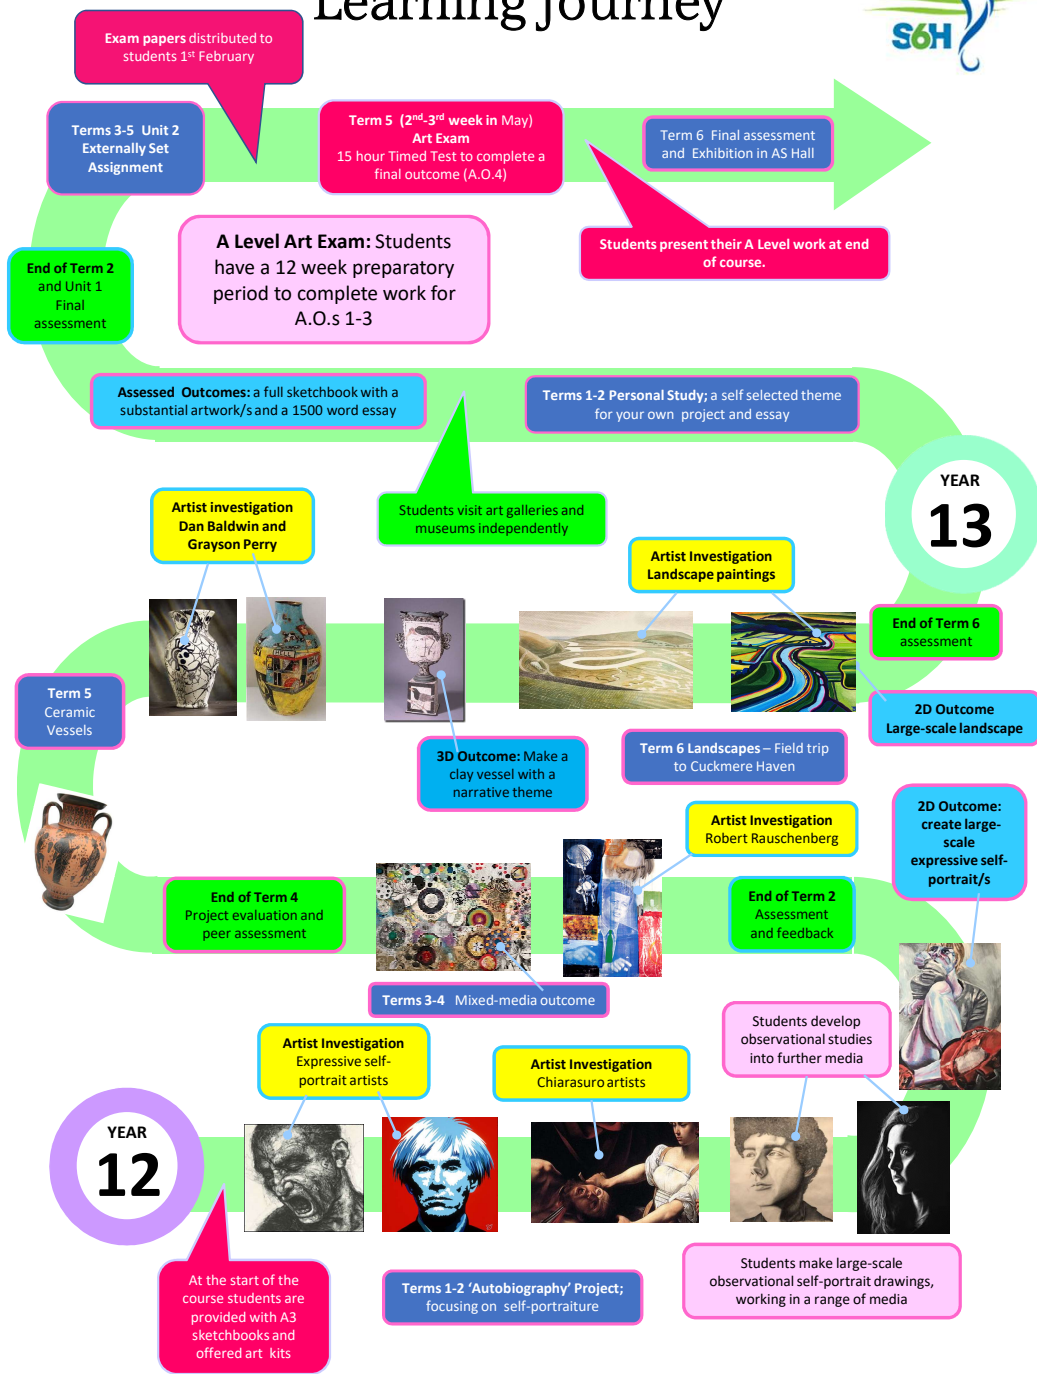 Learning Journey
S6H
Exam papers distributed to
students 1st February
Terms 3-5 Unit 2
Externally Set
Assignment
Term 5 (2nd-3rd week in May)
Art Exam
15 hour Timed Test to complete a
final outcome (A.O.4)
Term 6 Final assessment
and Exhibition in AS Hall
Students present their A Level work at end
of course.
A Level Art Exam: Students
have a 12 week preparatory
period to complete work for
A.O.s 1-3
End of Term 2
and Unit 1
Final
assessment
Assessed Outcomes: a full sketchbook with a
substantial artwork/s and a 1500 word essay
Terms 1-2 Personal Study; a self selected theme
for your own project and essay
YEAR
13
Students visit art galleries and
museums independently
Artist investigation
Dan Baldwin and
Grayson Perry
Artist Investigation
Landscape paintings
End of Term 6
assessment
2D Outcome
Large-scale landscape
Term 5
Ceramic
Vessels
3D Outcome: Make a
clay vessel with a
narrative theme
Term 6 Landscapes – Field trip
to Cuckmere Haven
Artist Investigation
Robert Rauschenberg
2D Outcome:
create large-
scale
expressive self-
portrait/s
End of Term 4
Project evaluation and
peer assessment
End of Term 2
Assessment
and feedback
Terms 3-4 Mixed-media outcome
Students develop
observational studies
into further media
Artist Investigation
Expressive self-
portrait artists
Artist Investigation
Chiarasuro artists
YEAR
12
At the start of the
course students are
provided with A3
sketchbooks and
offered art kits
Terms 1-2 ‘Autobiography’ Project;
focusing on self-portraiture
Students make large-scale
observational self-portrait drawings,
working in a range of media